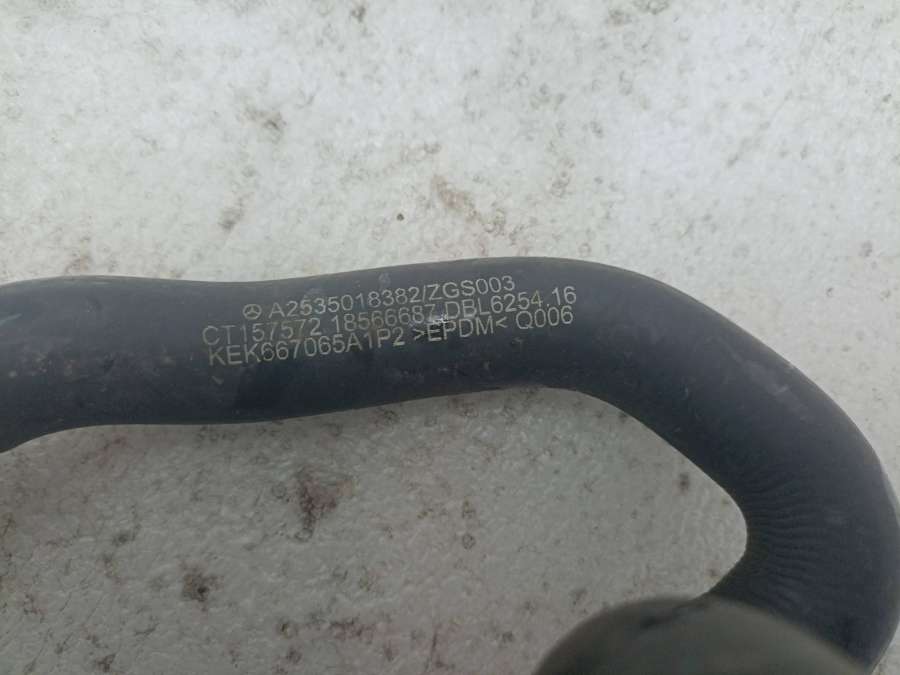 A2535018382/ZGS003
CT157572 18566687 DBL6254.16
KEK667065A1P2 >EPDM< Q006